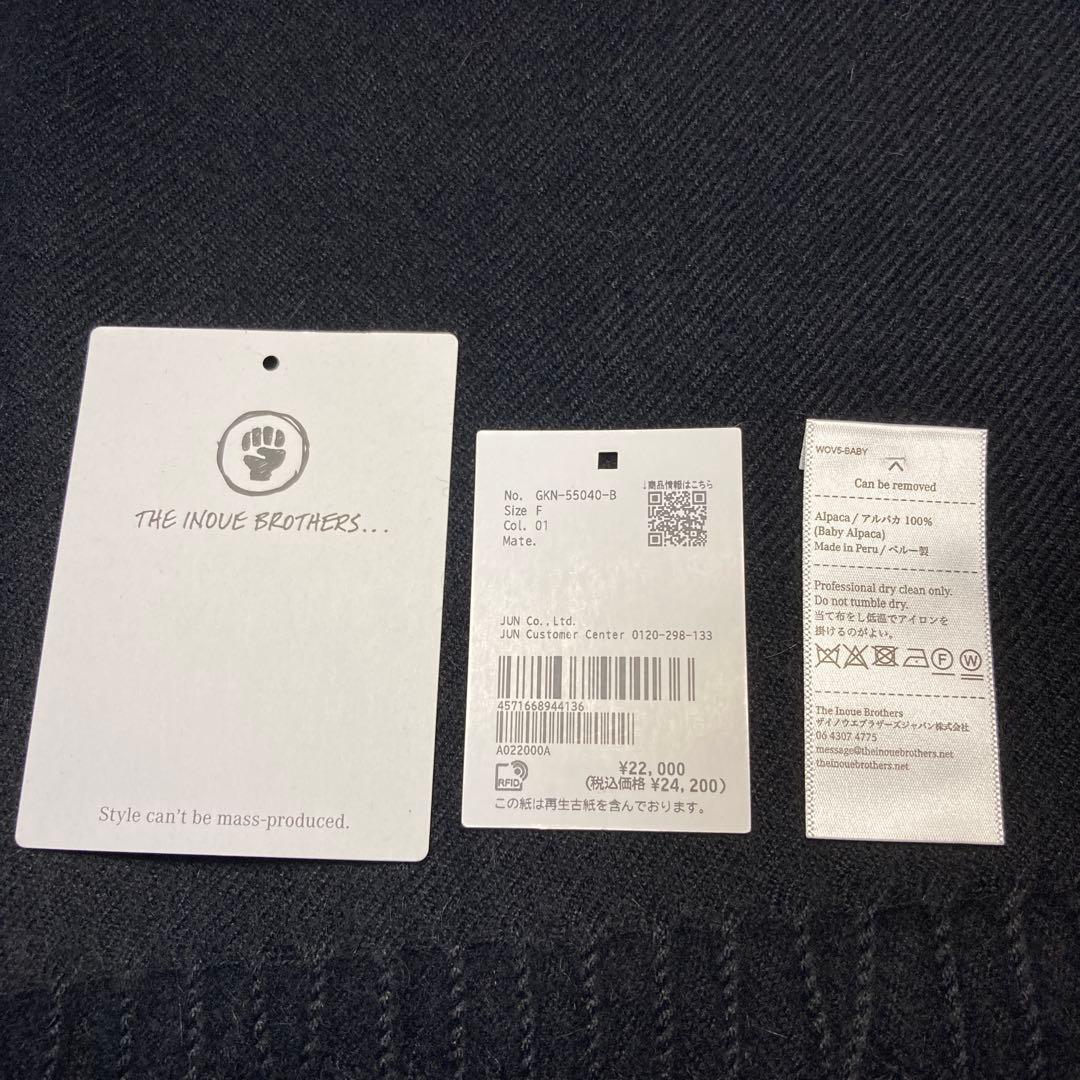 THE INOUE BROTHERS...
Style can't be mass-produced.
No. GKN-55040-B
Size F
Col. 01
Mate.
↓商品情報はこちら
JUN Co.,Ltd.
JUN Customer Center 0120-298-133
4571668944136
A022000A
RFID
¥22,000
(税込価格 ¥24,200)
この紙は再生古紙を含んでおります。
WOV5-BABY
Can be removed
Alpaca / アルパカ 100%
(Baby Alpaca)
Made in Peru / ペルー製
Professional dry clean only.
Do not tumble dry.
当て布をし低温でアイロンを
掛けるのがよい。
F W
The Inoue Brothers
ザイノウエブラザーズジャパン株式会社
06 4307 4775
message@theinouebrothers.net
theinouebrothers.net